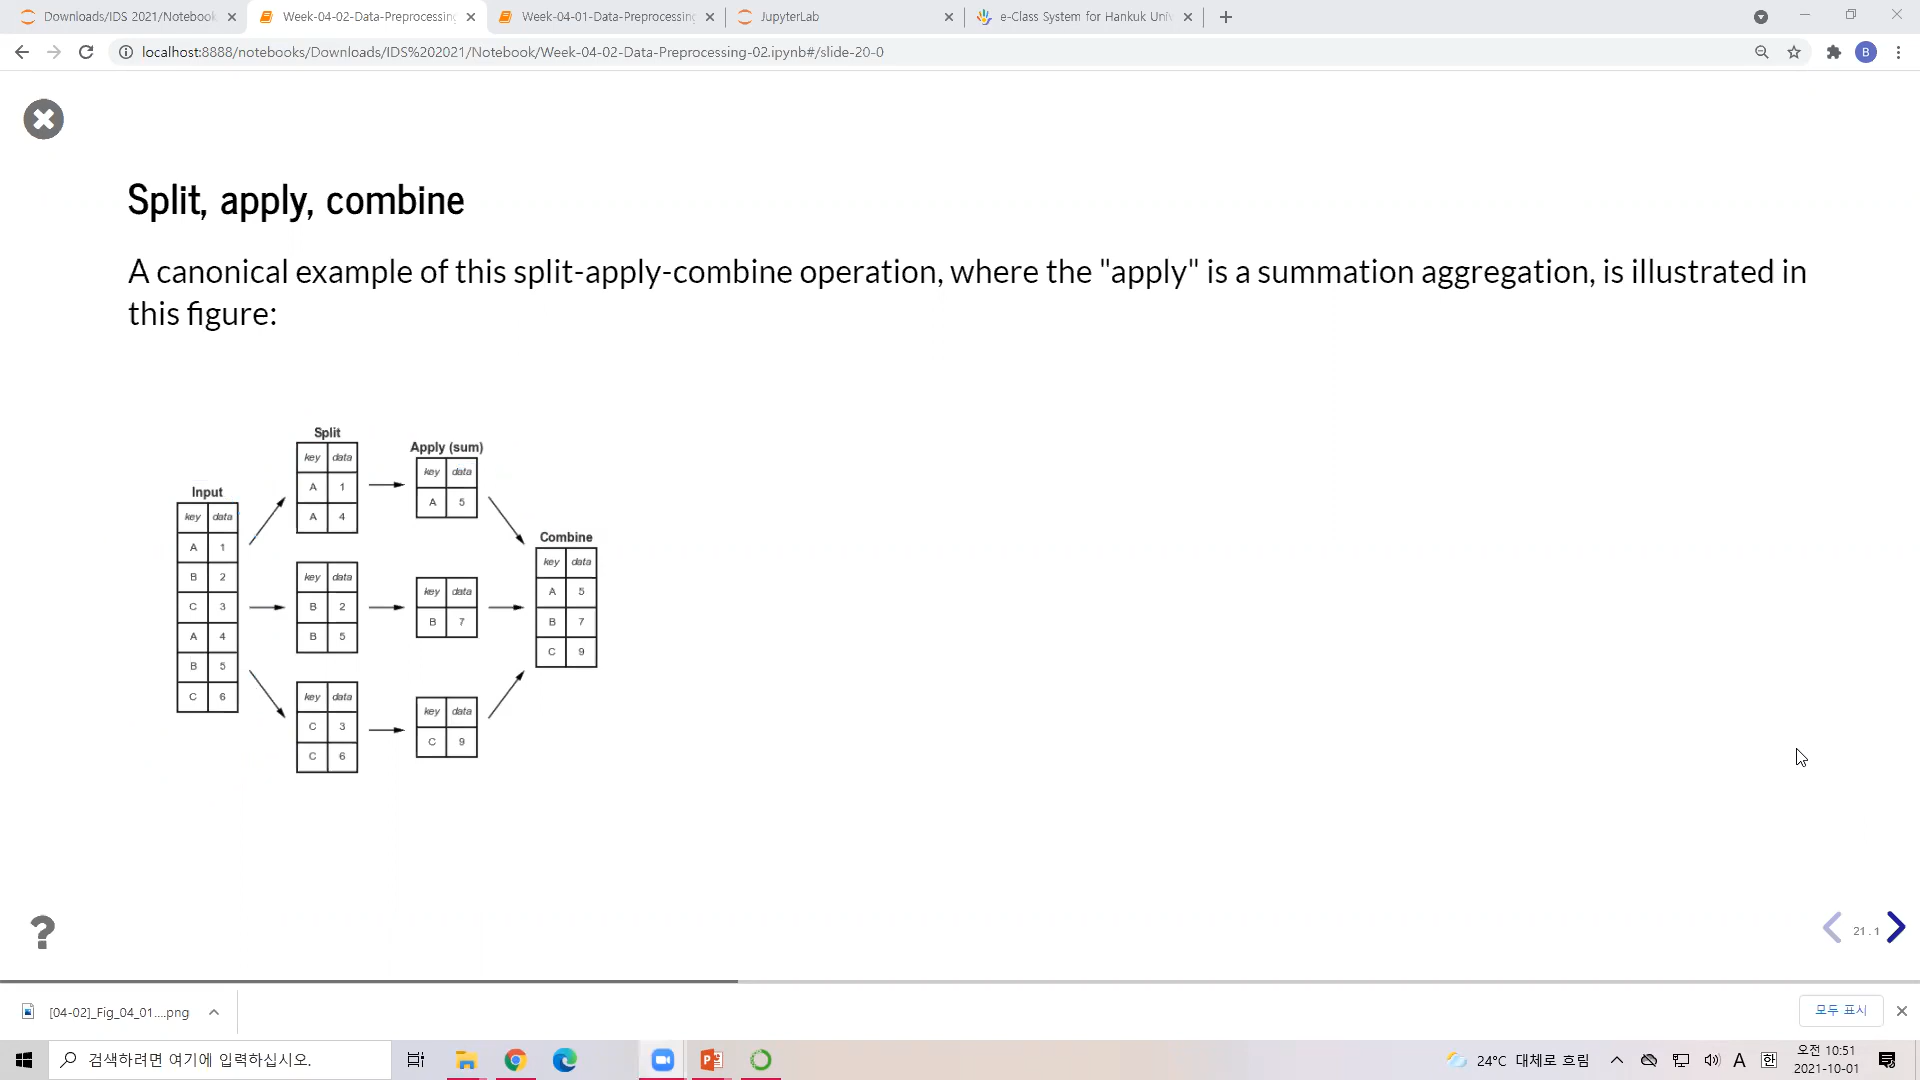 Downloads/IDS 2021/Notebook
Week-04-02-Data-Preprocessing
Week-04-01-Data-Preprocessing
JupyterLab
e-Class System for Hankuk Univ
localhost:8888/notebooks/Downloads/IDS%202021/Notebook/Week-04-02-Data-Preprocessing-02.ipynb#/slide-20-0
B
Split, apply, combine
A canonical example of this split-apply-combine operation, where the "apply" is a summation aggregation, is illustrated in
this figure:
Input
key data
A 1
B 2
C 3
A 4
B 5
C 6
Split
key data
A 1
A 4
key data
B 2
B 5
key data
C 3
C 6
Apply (sum)
key data
A 5
key data
B 7
key data
C 9
Combine
key data
A 5
B 7
C 9
?
21.1
[04-02]_Fig_04_01....png
모두 표시
검색하려면 여기에 입력하십시오.
24°C 대체로 흐림
A
한
오전 10:51
2021-10-01